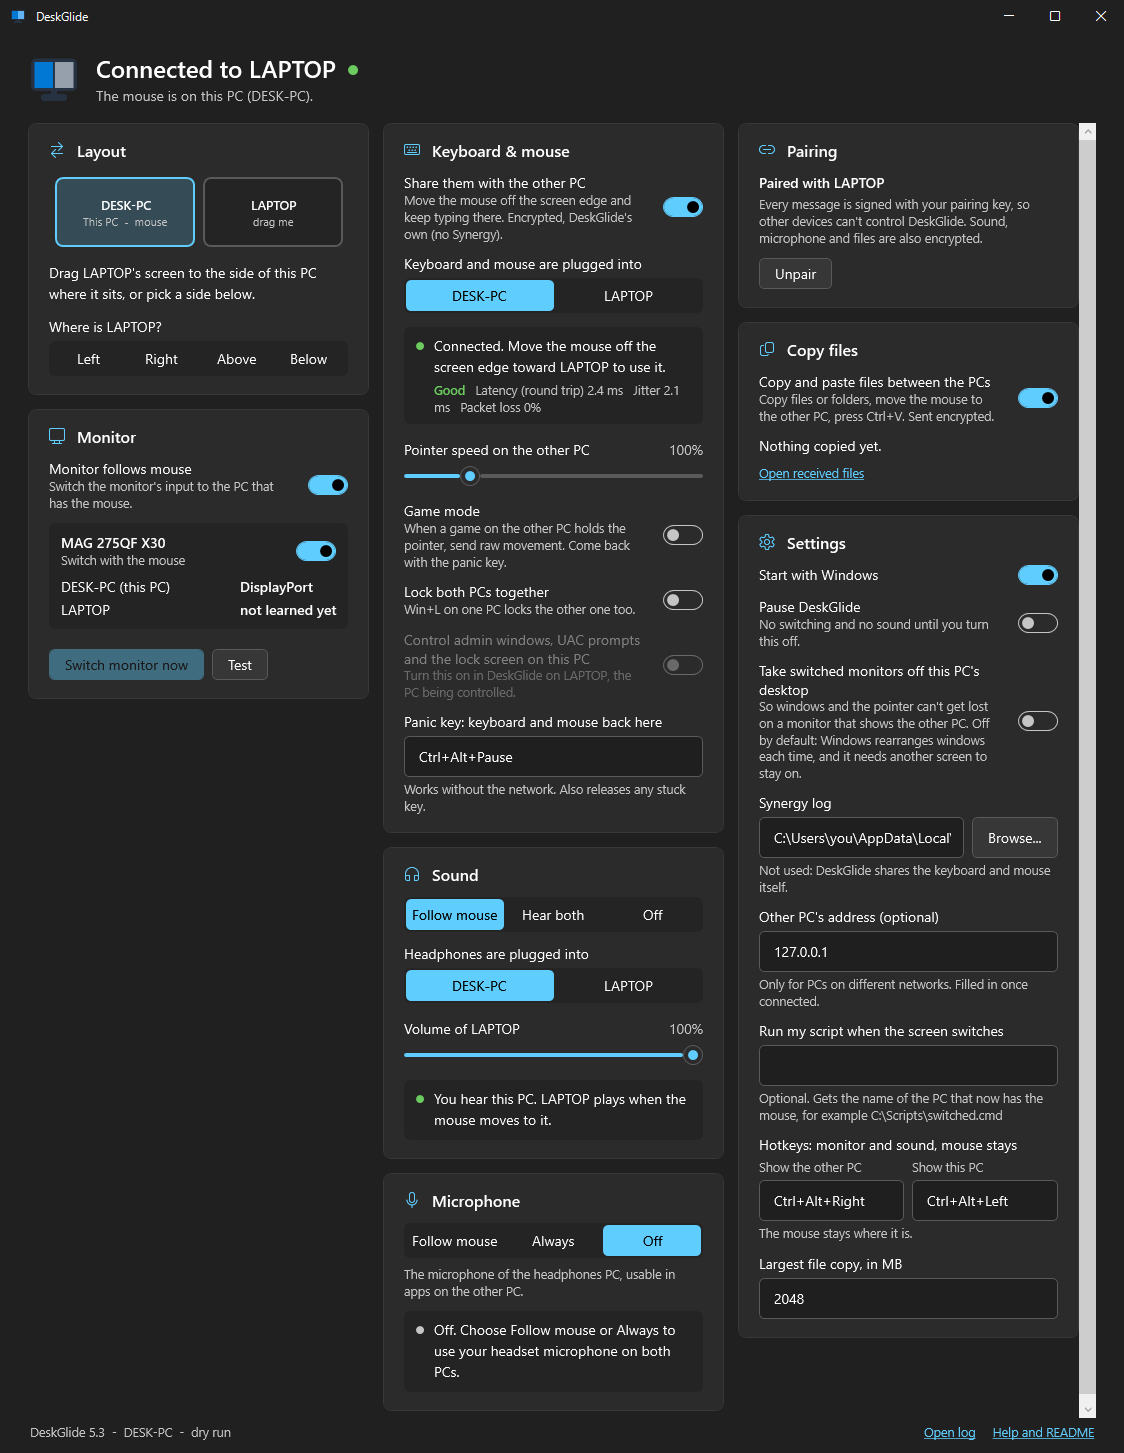 DeskGlide
Connected to LAPTOP
The mouse is on this PC (DESK-PC).
Layout
DESK-PC
This PC - mouse
LAPTOP
drag me
Drag LAPTOP's screen to the side of this PC
where it sits, or pick a side below.
Where is LAPTOP?
Left Right Above Below
Monitor
Monitor follows mouse
Switch the monitor's input to the PC that
has the mouse.
MAG 275QF X30
Switch with the mouse
DESK-PC (this PC) DisplayPort
LAPTOP not learned yet
Switch monitor now Test
Keyboard & mouse
Share them with the other PC
Move the mouse off the screen edge and
keep typing there. Encrypted, DeskGlide's
own (no Synergy).
Keyboard and mouse are plugged into
DESK-PC LAPTOP
Connected. Move the mouse off the
screen edge toward LAPTOP to use it.
Good Latency (round trip) 2.4 ms Jitter 2.1
ms Packet loss 0%
Pointer speed on the other PC 100%
Game mode
When a game on the other PC holds the
pointer, send raw movement. Come back
with the panic key.
Lock both PCs together
Win+L on one PC locks the other one too.
Control admin windows, UAC prompts
and the lock screen on this PC
Turn this on in DeskGlide on LAPTOP, the
PC being controlled.
Panic key: keyboard and mouse back here
Ctrl+Alt+Pause
Works without the network. Also releases any stuck
key.
Sound
Follow mouse Hear both Off
Headphones are plugged into
DESK-PC LAPTOP
Volume of LAPTOP 100%
You hear this PC. LAPTOP plays when the
mouse moves to it.
Microphone
Follow mouse Always Off
The microphone of the headphones PC, usable in
apps on the other PC.
Off. Choose Follow mouse or Always to
use your headset microphone on both
PCs.
Pairing
Paired with LAPTOP
Every message is signed with your pairing key, so
other devices can't control DeskGlide. Sound,
microphone and files are also encrypted.
Unpair
Copy files
Copy and paste files between the PCs
Copy files or folders, move the mouse to
the other PC, press Ctrl+V. Sent encrypted.
Nothing copied yet.
Open received files
Settings
Start with Windows
Pause DeskGlide
No switching and no sound until you turn
this off.
Take switched monitors off this PC's
desktop
So windows and the pointer can't get lost
on a monitor that shows the other PC. Off
by default: Windows rearranges windows
each time, and it needs another screen to
stay on.
Synergy log
C:\Users\you\AppData\Local\ Browse...
Not used: DeskGlide shares the keyboard and mouse
itself.
Other PC's address (optional)
127.0.0.1
Only for PCs on different networks. Filled in once
connected.
Run my script when the screen switches
Optional. Gets the name of the PC that now has the
mouse, for example C:\Scripts\switched.cmd
Hotkeys: monitor and sound, mouse stays
Show the other PC Show this PC
Ctrl+Alt+Right Ctrl+Alt+Left
The mouse stays where it is.
Largest file copy, in MB
2048
DeskGlide 5.3 - DESK-PC - dry run
Open log Help and README